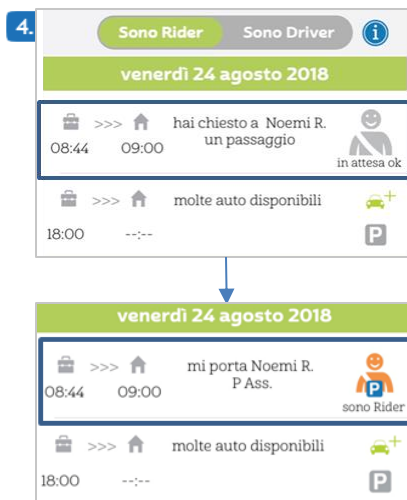 4.
Sono Rider Sono Driver i
venerdì 24 agosto 2018
>>> hai chiesto a Noemi R.
un passaggio
08:44 09:00
in attesa ok
>>> molte auto disponibili +
18:00 --:-- P
venerdì 24 agosto 2018
>>> mi porta Noemi R.
P Ass.
P
08:44 09:00
sono Rider
>>> molte auto disponibili +
18:00 --:-- P